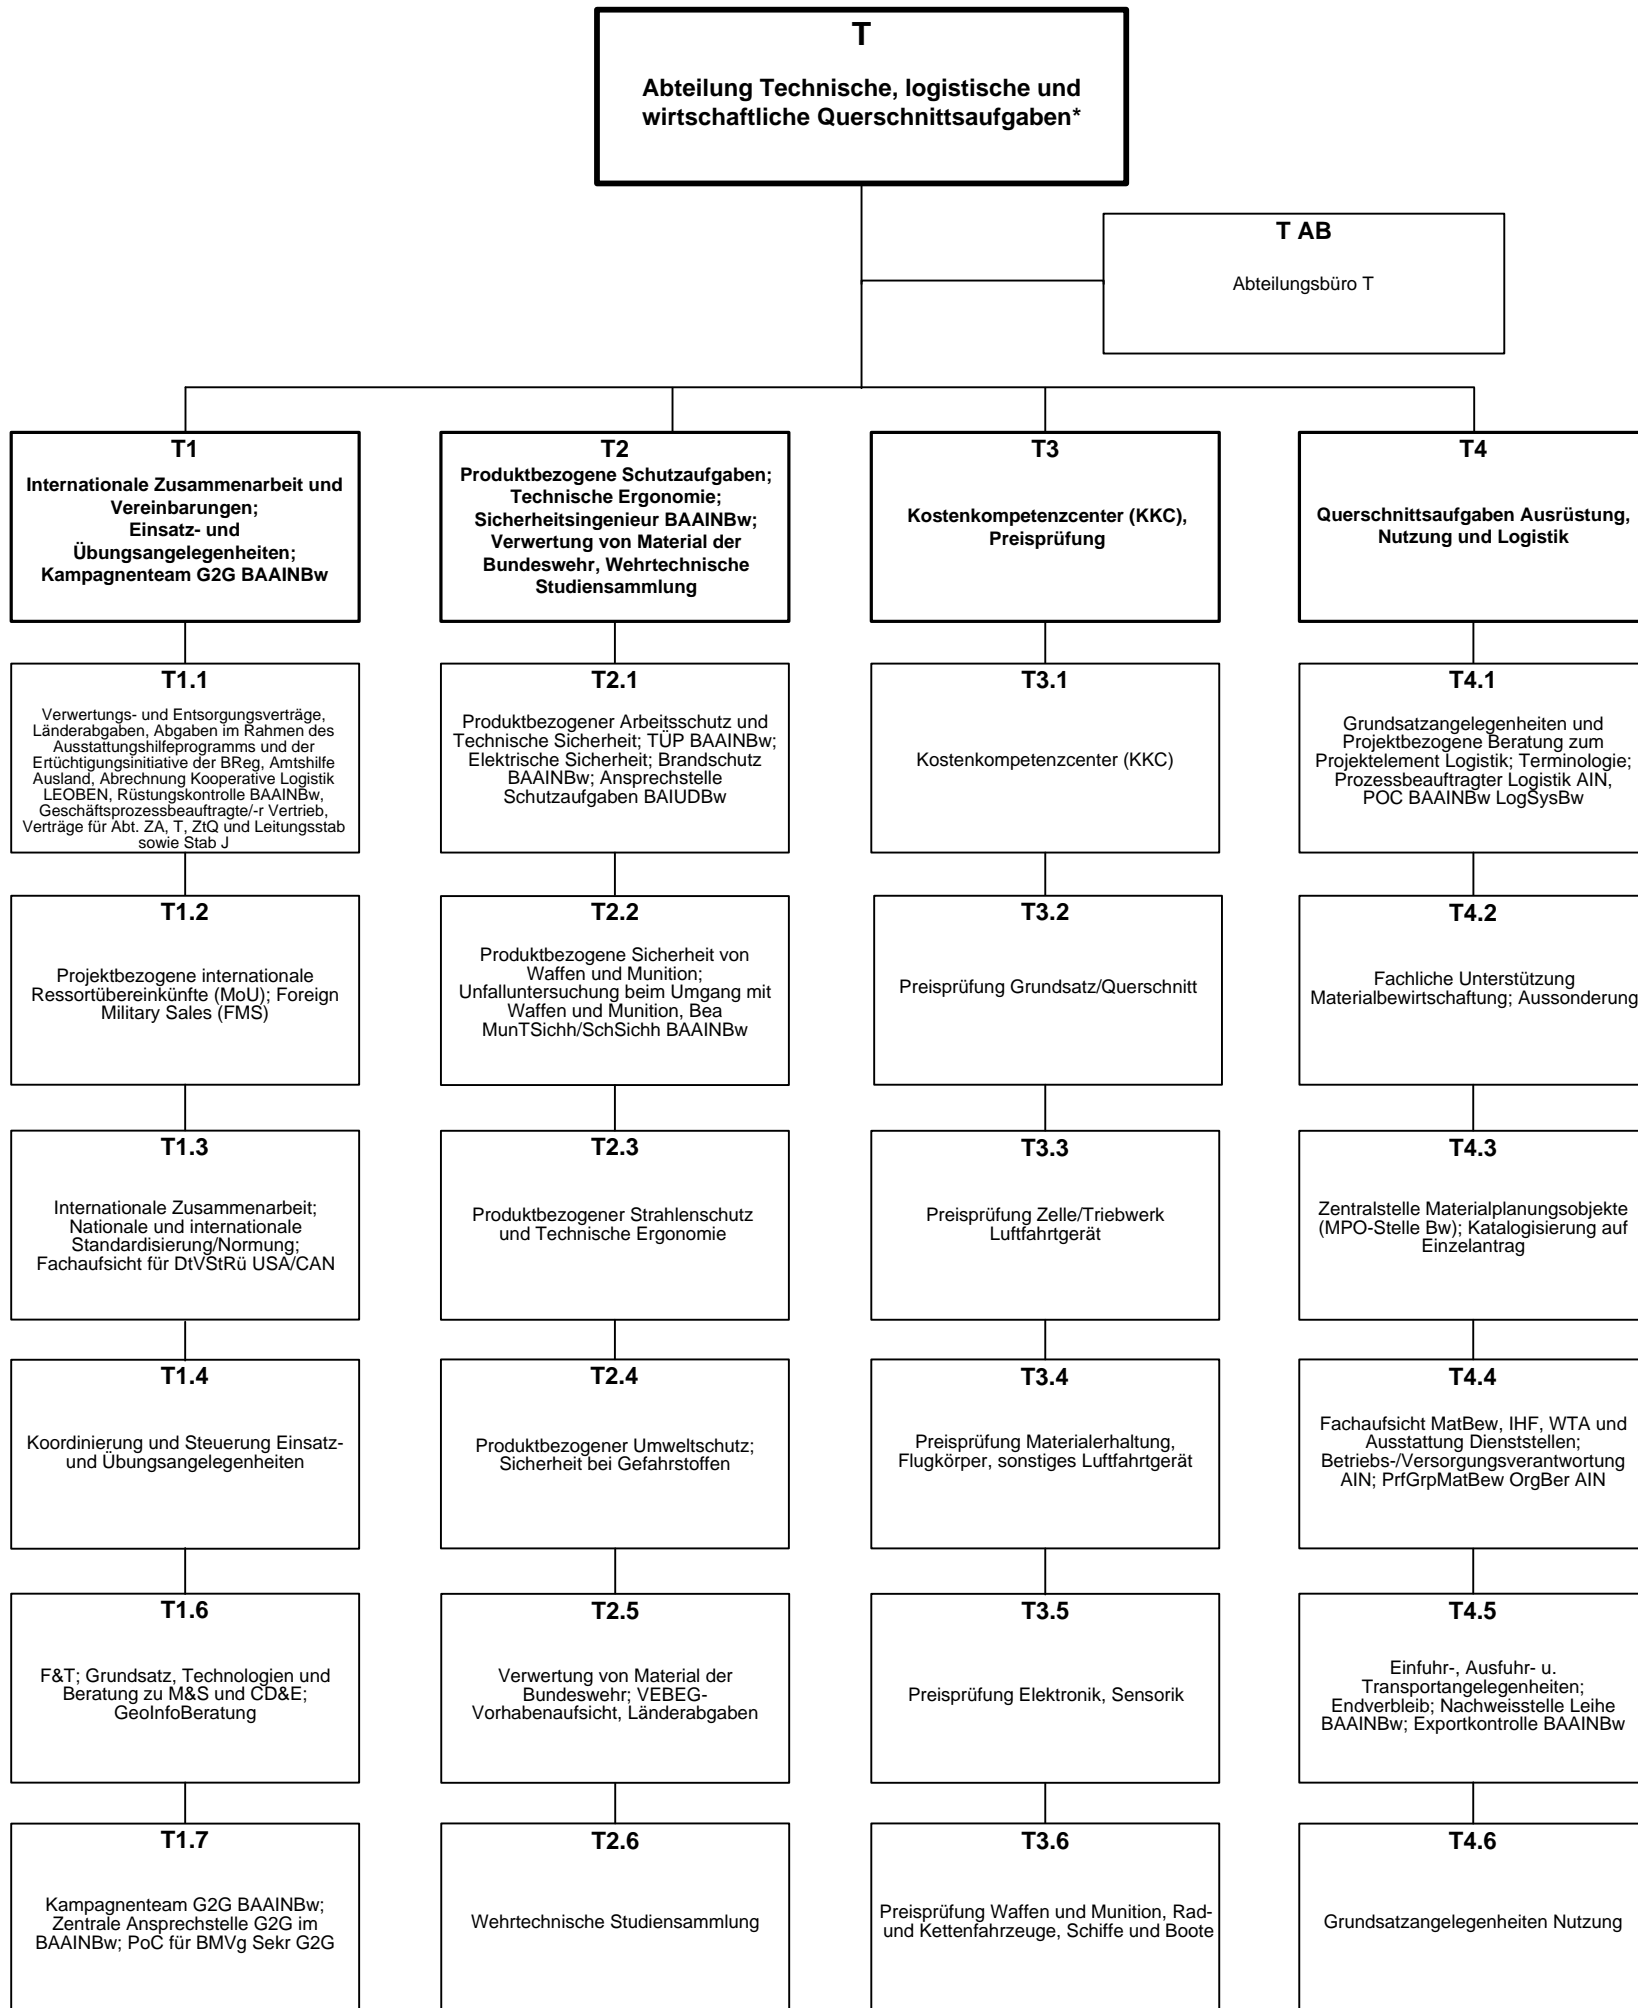 T
Abteilung Technische, logistische und
wirtschaftliche Querschnittsaufgaben*
T AB
Abteilungsbüro T
T1
Internationale Zusammenarbeit und
Vereinbarungen;
Einsatz- und
Übungsangelegenheiten;
Kampagnenteam G2G BAAINBw
T2
Produktbezogene Schutzaufgaben;
Technische Ergonomie;
Sicherheitsingenieur BAAINBw;
Verwertung von Material der
Bundeswehr, Wehrtechnische
Studiensammlung
T3
Kostenkompetenzcenter (KKC),
Preisprüfung
T4
Querschnittsaufgaben Ausrüstung,
Nutzung und Logistik
T1.1
Verwertungs- und Entsorgungsverträge,
Länderabgaben, Abgaben im Rahmen des
Ausstattungshilfeprogramms und der
Ertüchtigungsinitiative der BReg, Amtshilfe
Ausland, Abrechnung Kooperative Logistik
LEOBEN, Rüstungskontrolle BAAINBw,
Geschäftsprozessbeauftragte/-r Vertrieb,
Verträge für Abt. ZA, T, ZtQ und Leitungsstab
sowie Stab J
T2.1
Produktbezogener Arbeitsschutz und
Technische Sicherheit; TÜP BAAINBw;
Elektrische Sicherheit; Brandschutz
BAAINBw; Ansprechstelle
Schutzaufgaben BAIUDBw
T3.1
Kostenkompetenzcenter (KKC)
T4.1
Grundsatzangelegenheiten und
Projektbezogene Beratung zum
Projektelement Logistik; Terminologie;
Prozessbeauftragter Logistik AIN,
POC BAAINBw LogSysBw
T1.2
Projektbezogene internationale
Ressortübereinkünfte (MoU); Foreign
Military Sales (FMS)
T2.2
Produktbezogene Sicherheit von
Waffen und Munition;
Unfalluntersuchung beim Umgang mit
Waffen und Munition, Bea
MunTSichh/SchSichh BAAINBw
T3.2
Preisprüfung Grundsatz/Querschnitt
T4.2
Fachliche Unterstützung
Materialbewirtschaftung; Aussonderung
T1.3
Internationale Zusammenarbeit;
Nationale und internationale
Standardisierung/Normung;
Fachaufsicht für DtVStRü USA/CAN
T2.3
Produktbezogener Strahlenschutz
und Technische Ergonomie
T3.3
Preisprüfung Zelle/Triebwerk
Luftfahrtgerät
T4.3
Zentralstelle Materialplanungsobjekte
(MPO-Stelle Bw); Katalogisierung auf
Einzelantrag
T1.4
Koordinierung und Steuerung Einsatz-
und Übungsangelegenheiten
T2.4
Produktbezogener Umweltschutz;
Sicherheit bei Gefahrstoffen
T3.4
Preisprüfung Materialerhaltung,
Flugkörper, sonstiges Luftfahrtgerät
T4.4
Fachaufsicht MatBew, IHF, WTA und
Ausstattung Dienststellen;
Betriebs-/Versorgungsverantwortung
AIN; PrfGrpMatBew OrgBer AIN
T1.6
F&T; Grundsatz, Technologien und
Beratung zu M&S und CD&E;
GeoInfoBeratung
T2.5
Verwertung von Material der
Bundeswehr; VEBEG-
Vorhabenaufsicht, Länderabgaben
T3.5
Preisprüfung Elektronik, Sensorik
T4.5
Einfuhr-, Ausfuhr- u.
Transportangelegenheiten;
Endverbleib; Nachweisstelle Leihe
BAAINBw; Exportkontrolle BAAINBw
T1.7
Kampagnenteam G2G BAAINBw;
Zentrale Ansprechstelle G2G im
BAAINBw; PoC für BMVg Sekr G2G
T2.6
Wehrtechnische Studiensammlung
T3.6
Preisprüfung Waffen und Munition, Rad-
und Kettenfahrzeuge, Schiffe und Boote
T4.6
Grundsatzangelegenheiten Nutzung